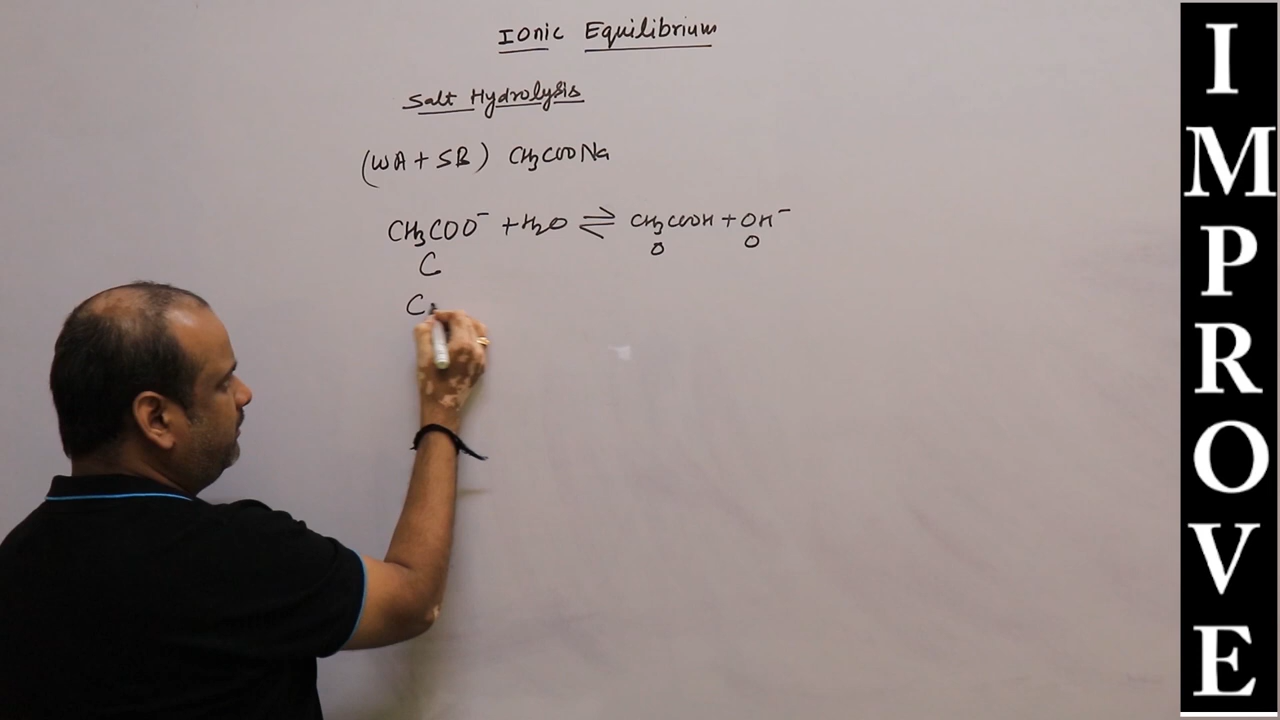 Ionic Equilibrium
Salt Hydrolysis
(WA + SB) CH₃COONa
CH₃COO⁻ + H₂O ⇌ CH₃COOH + OH⁻
C 0 0
C
IMPROVE